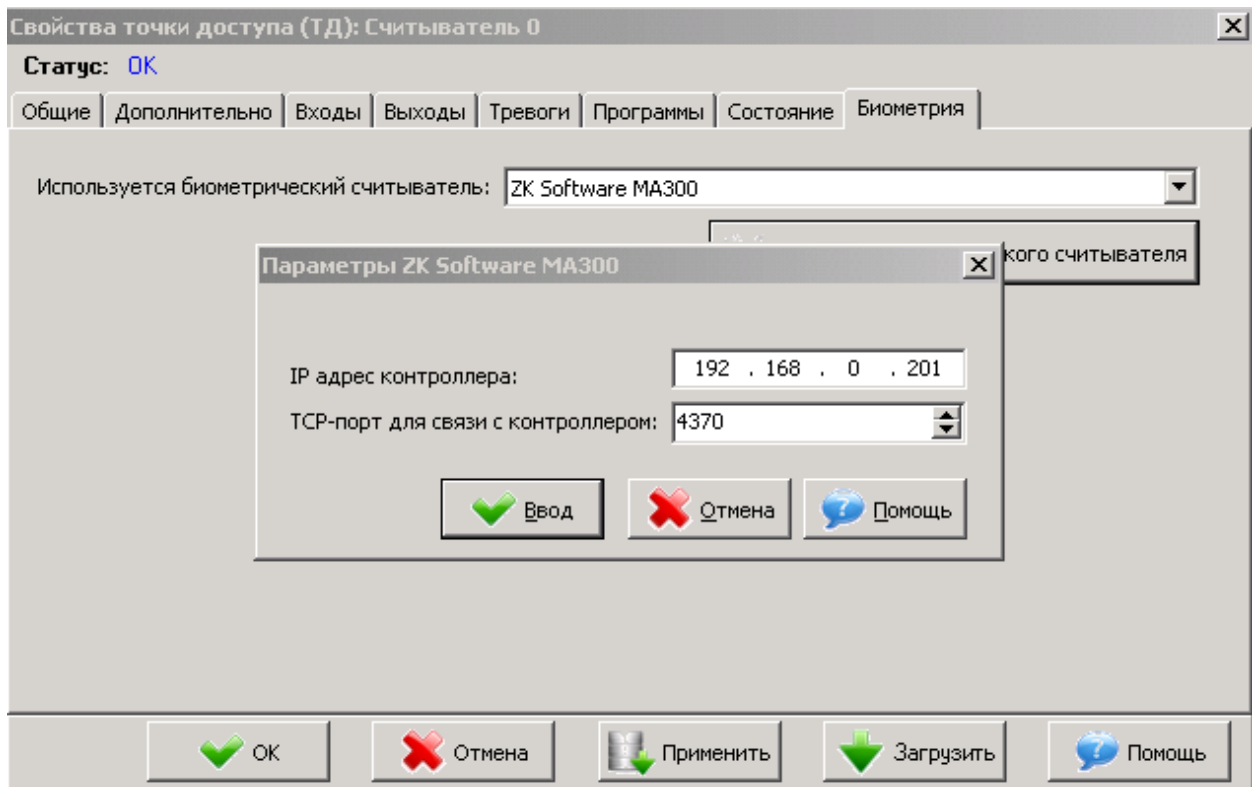 Свойства точки доступа (ТД): Считыватель 0
Статус: OK
Общие Дополнительно Входы Выходы Тревоги Программы Состояние Биометрия
Используется биометрический считыватель: ZK Software MA300
кого считывателя
Параметры ZK Software MA300
IP адрес контроллера: 192 . 168 . 0 . 201
TCP-порт для связи с контроллером: 4370
Ввод Отмена Помощь
OK Отмена Применить Загрузить Помощь